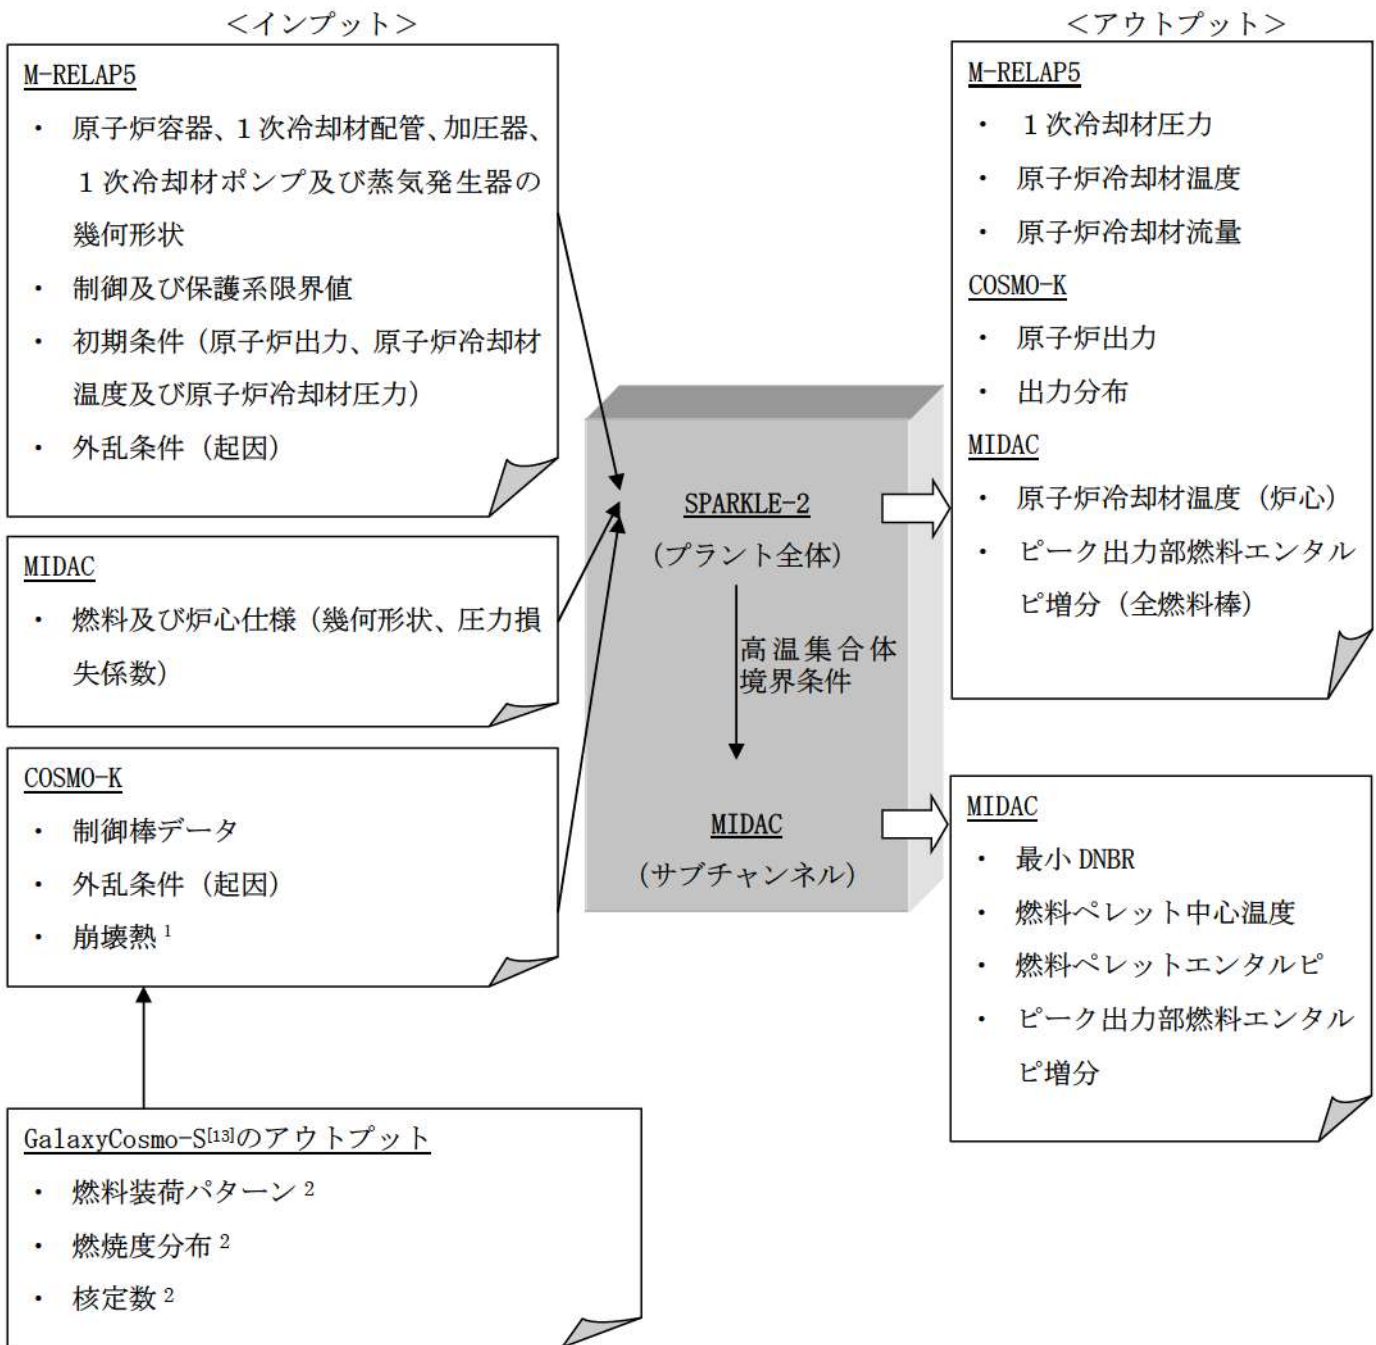 ＜インプット＞
M-RELAP5
・ 原子炉容器、１次冷却材配管、加圧器、
１次冷却材ポンプ及び蒸気発生器の
幾何形状
・ 制御及び保護系限界値
・ 初期条件（原子炉出力、原子炉冷却材
温度及び原子炉冷却材圧力）
・ 外乱条件（起因）
MIDAC
・ 燃料及び炉心仕様（幾何形状、圧力損
失係数）
COSMO-K
・ 制御棒データ
・ 外乱条件（起因）
・ 崩壊熱1
GalaxyCosmo-S[13]のアウトプット
・ 燃料装荷パターン2
・ 燃焼度分布2
・ 核定数2
SPARKLE-2
（プラント全体）
高温集合体
境界条件
MIDAC
（サブチャンネル）
＜アウトプット＞
M-RELAP5
・ １次冷却材圧力
・ 原子炉冷却材温度
・ 原子炉冷却材流量
COSMO-K
・ 原子炉出力
・ 出力分布
MIDAC
・ 原子炉冷却材温度（炉心）
・ ピーク出力部燃料エンタル
ピ増分（全燃料棒）
MIDAC
・ 最小 DNBR
・ 燃料ペレット中心温度
・ 燃料ペレットエンタルピ
・ ピーク出力部燃料エンタル
ピ増分